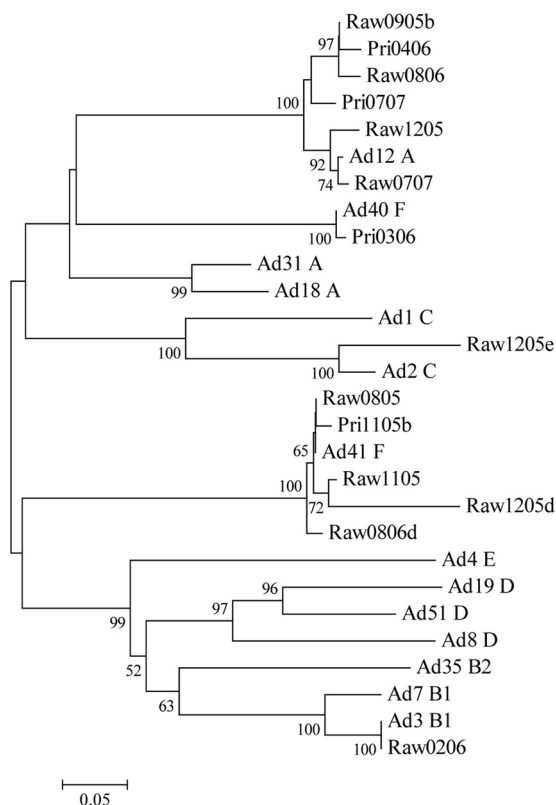 Raw0905b
97
Pri0406
Raw0806
100
Pri0707
Raw1205
Ad12 A
92
74
Raw0707
Ad40 F
100
Pri0306
Ad31 A
99
Ad18 A
Ad1 C
100
Raw1205e
100
Ad2 C
Raw0805
Pri1105b
65
Ad41 F
100
Raw1105
72
Raw1205d
Raw0806d
Ad4 E
99
96
Ad19 D
97
Ad51 D
Ad8 D
52
Ad35 B2
63
Ad7 B1
100
Ad3 B1
100
Raw0206
0.05